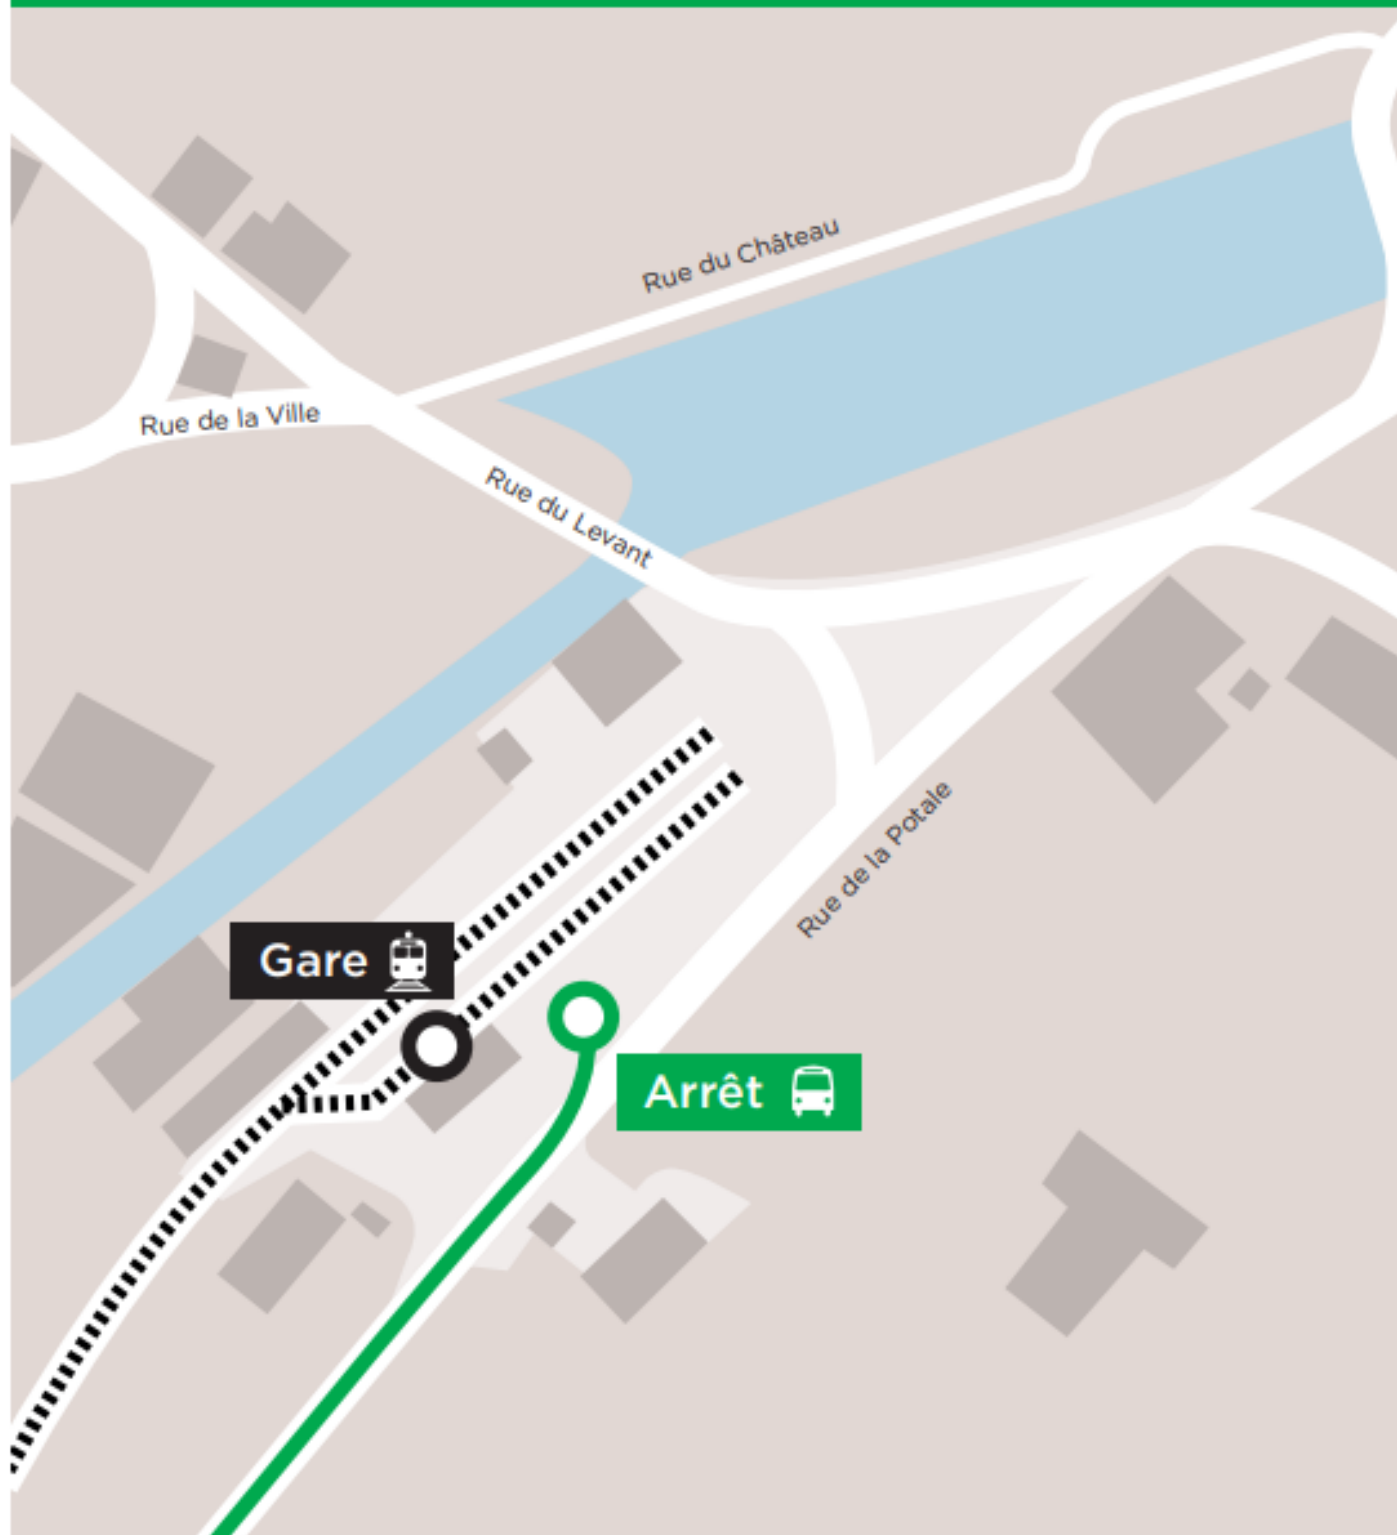 Rue du Château
Rue de la Ville
Rue du Levant
Rue de la Potale
Gare
Arrêt